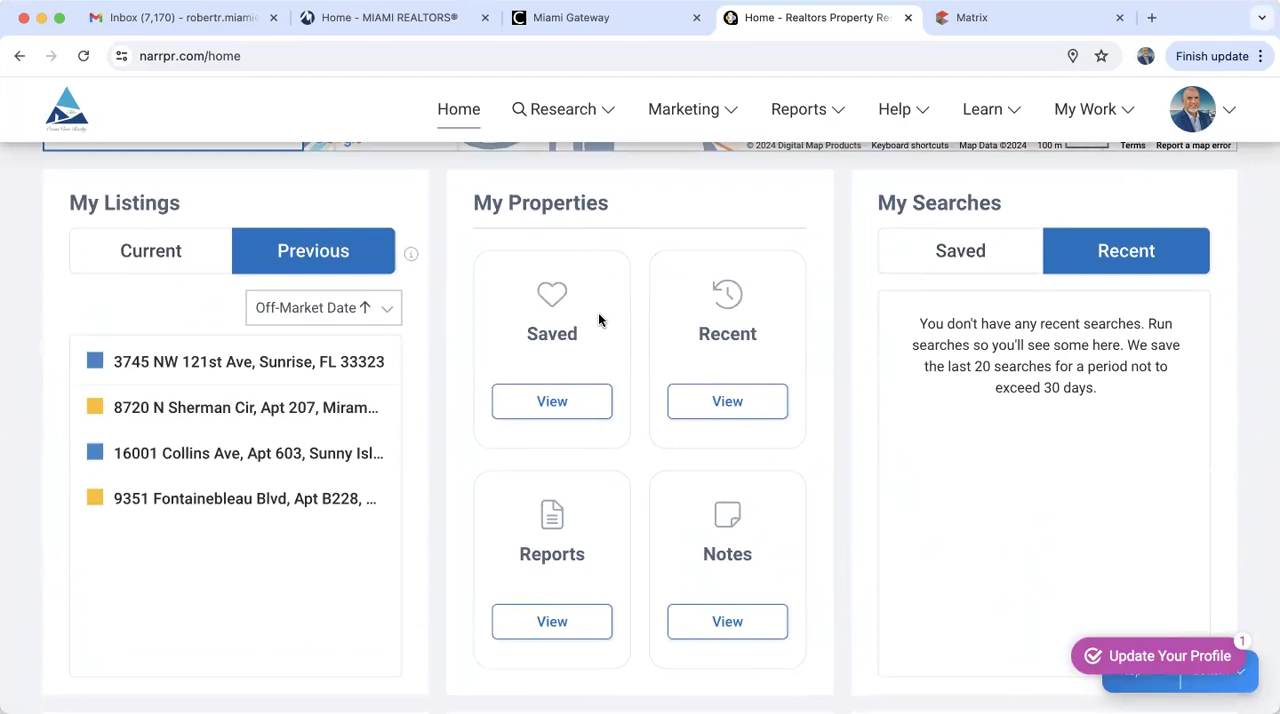 Inbox (7,170) - robertr.miami
Home - MIAMI REALTORS®
Miami Gateway
Home - Realtors Property Re
Matrix
narrpr.com/home
Finish update
Home
Research
Marketing
Reports
Help
Learn
My Work
© 2024 Digital Map Products
Keyboard shortcuts
Map Data ©2024
100 m
Terms
Report a map error
My Listings
Current
Previous
Off-Market Date
3745 NW 121st Ave, Sunrise, FL 33323
8720 N Sherman Cir, Apt 207, Miram...
16001 Collins Ave, Apt 603, Sunny Isl...
9351 Fontainebleau Blvd, Apt B228, ...
My Properties
Saved
View
Recent
View
Reports
View
Notes
View
My Searches
Saved
Recent
You don't have any recent searches. Run
searches so you'll see some here. We save
the last 20 searches for a period not to
exceed 30 days.
1
Update Your Profile